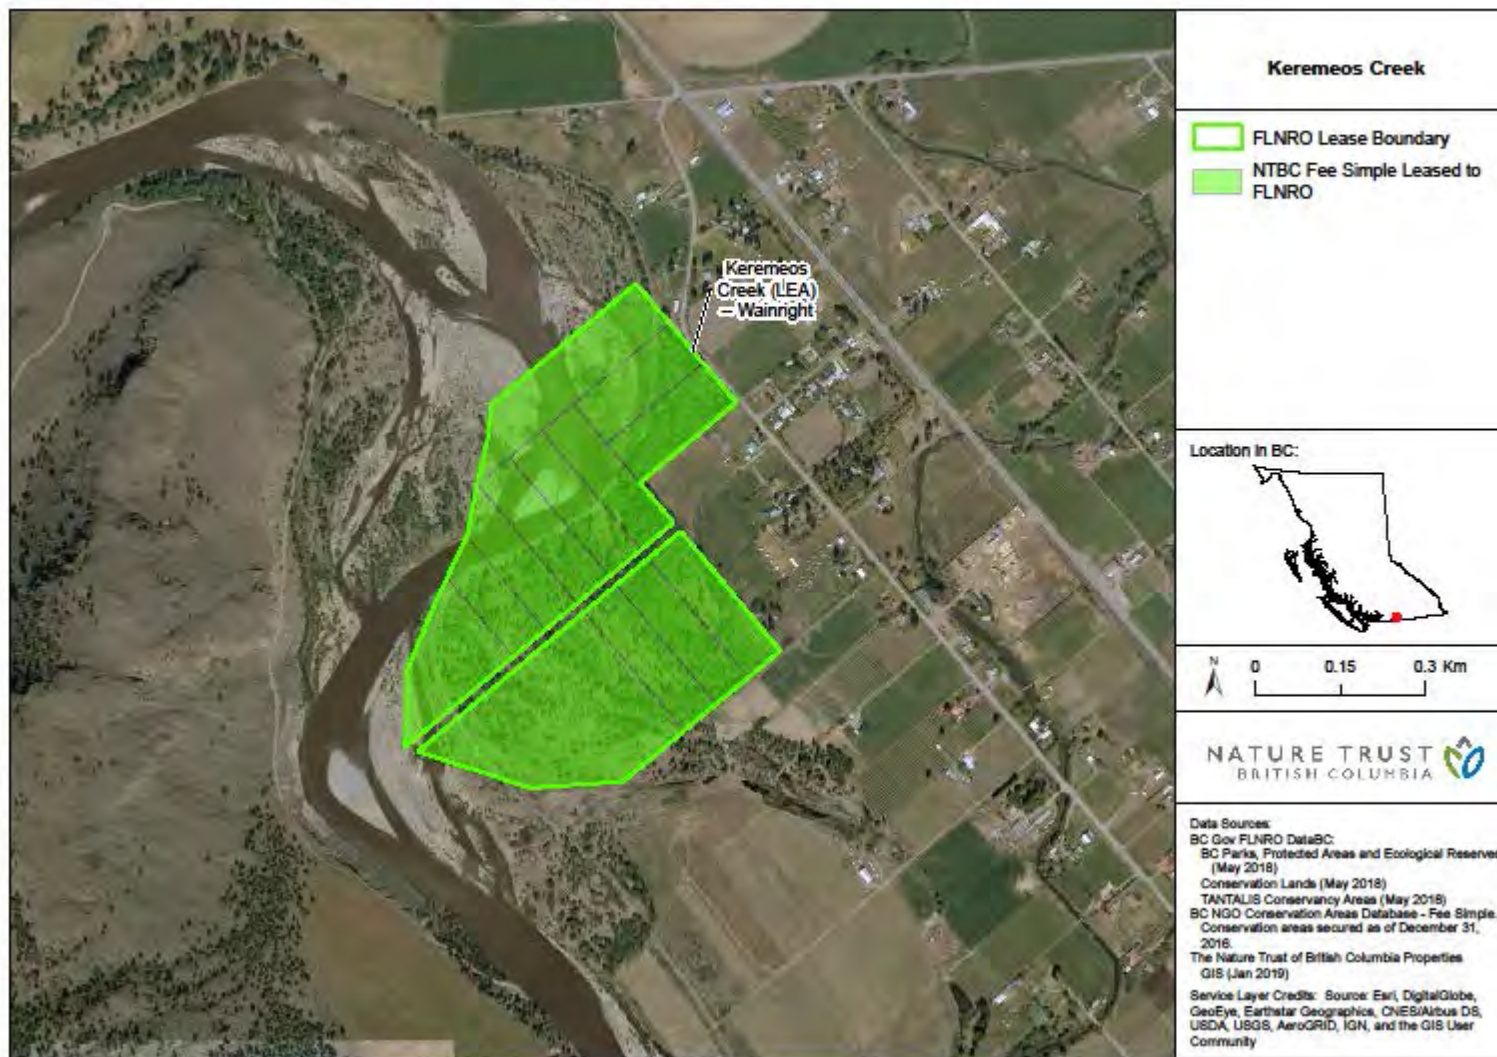 Keremeos Creek
FLNRO Lease Boundary
NTBC Fee Simple Leased to
FLNRO
Keremeos
Creek (LEA)
– Wainright
Location in BC:
N
0 0.15 0.3 Km
NATURE TRUST
BRITISH COLUMBIA
Data Sources:
BC Gov FLNRO DataBC:
BC Parks, Protected Areas and Ecological Reserves
(May 2018)
Conservation Lands (May 2018)
TANTALIS Conservancy Areas (May 2018)
BC NGO Conservation Areas Database - Fee Simple.
Conservation areas secured as of December 31,
2016.
The Nature Trust of British Columbia Properties
GIS (Jan 2019)
Service Layer Credits: Source: Esri, DigitalGlobe,
GeoEye, Earthstar Geographics, CNES/Airbus DS,
USDA, USGS, AeroGRID, IGN, and the GIS User
Community